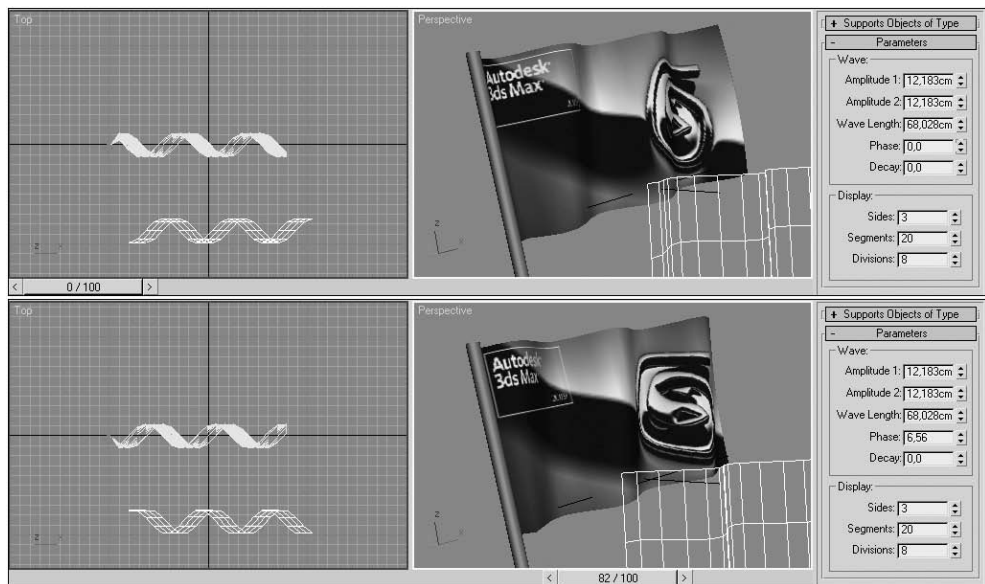 Top
Perspective
Autodesk
3ds Max
+ Supports Objects of Type
- Parameters
Wave:
Amplitude 1: 12,183cm
Amplitude 2: 12,183cm
Wave Length: 68,028cm
Phase: 0,0
Decay: 0,0
Display:
Sides: 3
Segments: 20
Divisions: 8
z x
z x
< 0 / 100 >
Top
Perspective
Autodesk
3ds Max
+ Supports Objects of Type
- Parameters
Wave:
Amplitude 1: 12,183cm
Amplitude 2: 12,183cm
Wave Length: 68,028cm
Phase: 6,56
Decay: 0,0
Display:
Sides: 3
Segments: 20
Divisions: 8
z x
z x
< 82 / 100 >